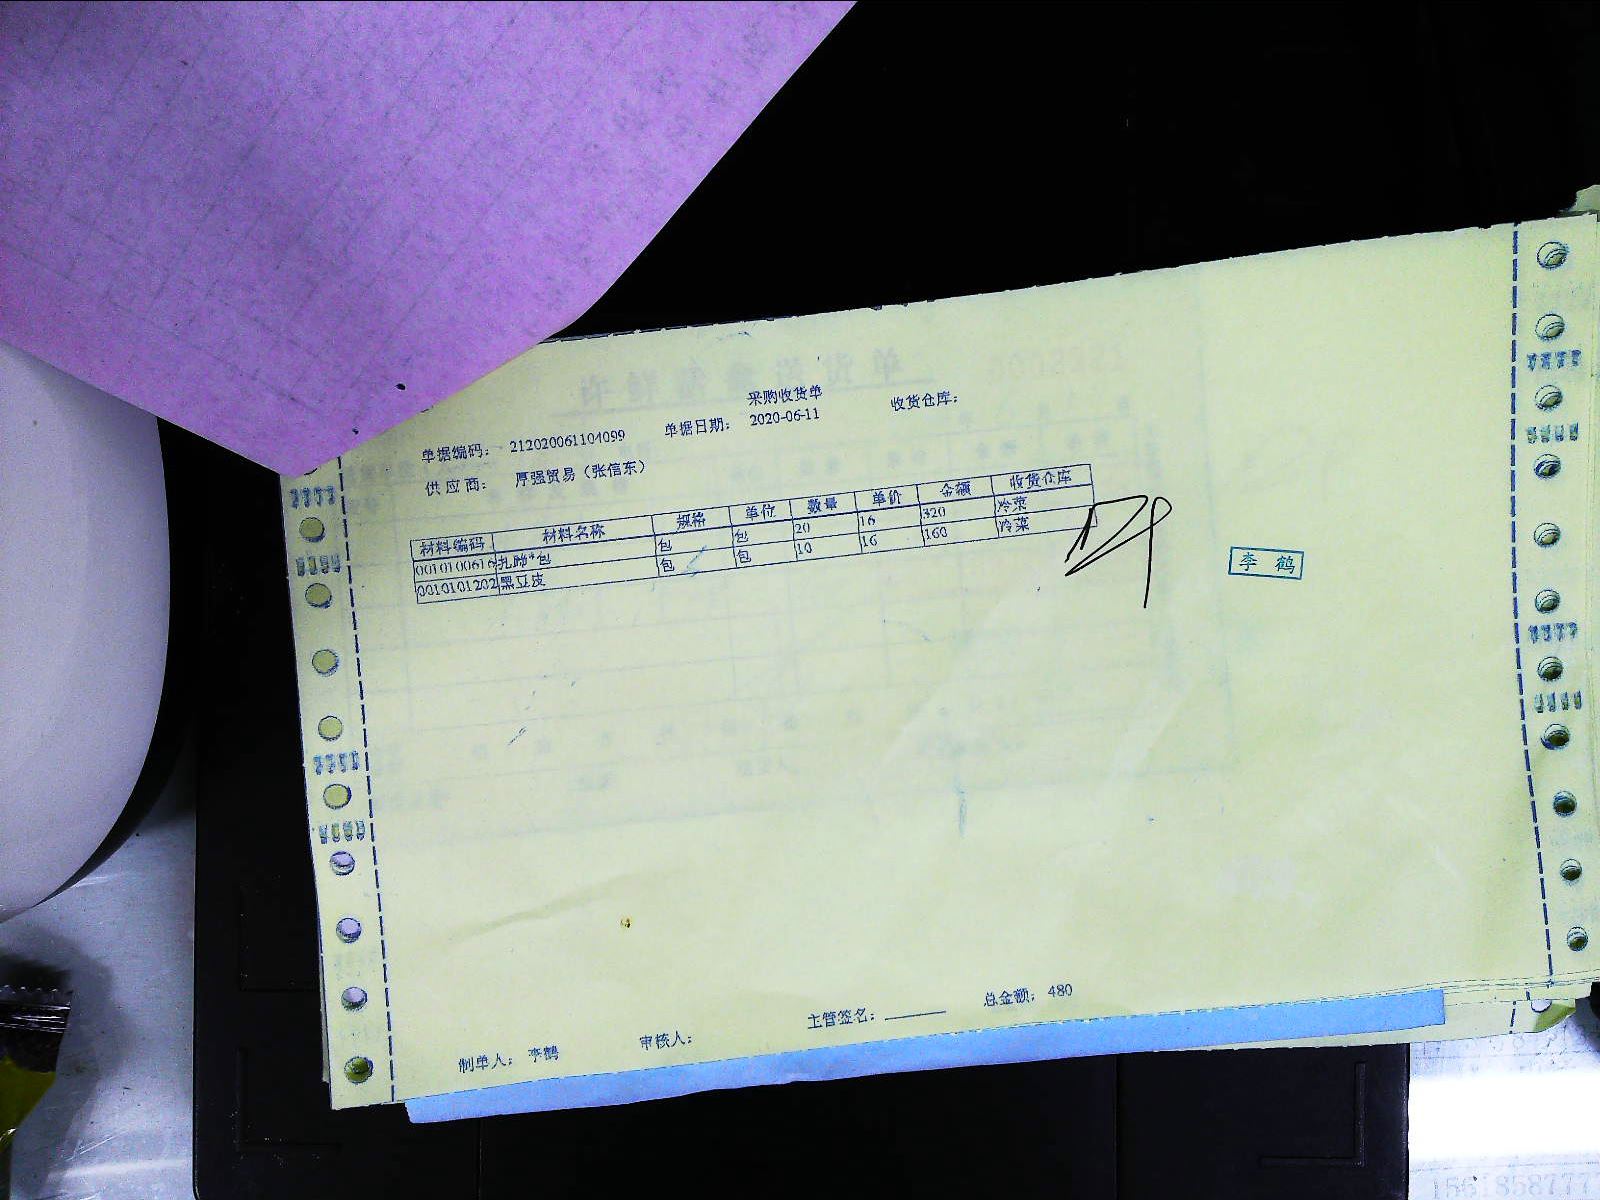 采购收货单
单据编码： 212020061104099 单据日期： 2020-06-11 收货仓库：
供应商： 厚强贸易（张信东）
材料编码 材料名称 规格 单位 数量 单价 金额 收货仓库
0010100616 扎蹄*包 包 包 20 16 320 冷菜
0010101202 黑豆皮 包 包 10 16 160 冷菜
李 鹤
制单人： 李鹤 审核人： 主管签名： 总金额： 480